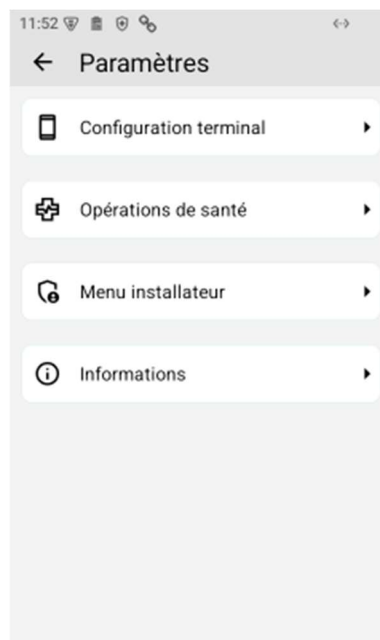 11:52
Paramètres
Configuration terminal
Opérations de santé
Menu installateur
Informations